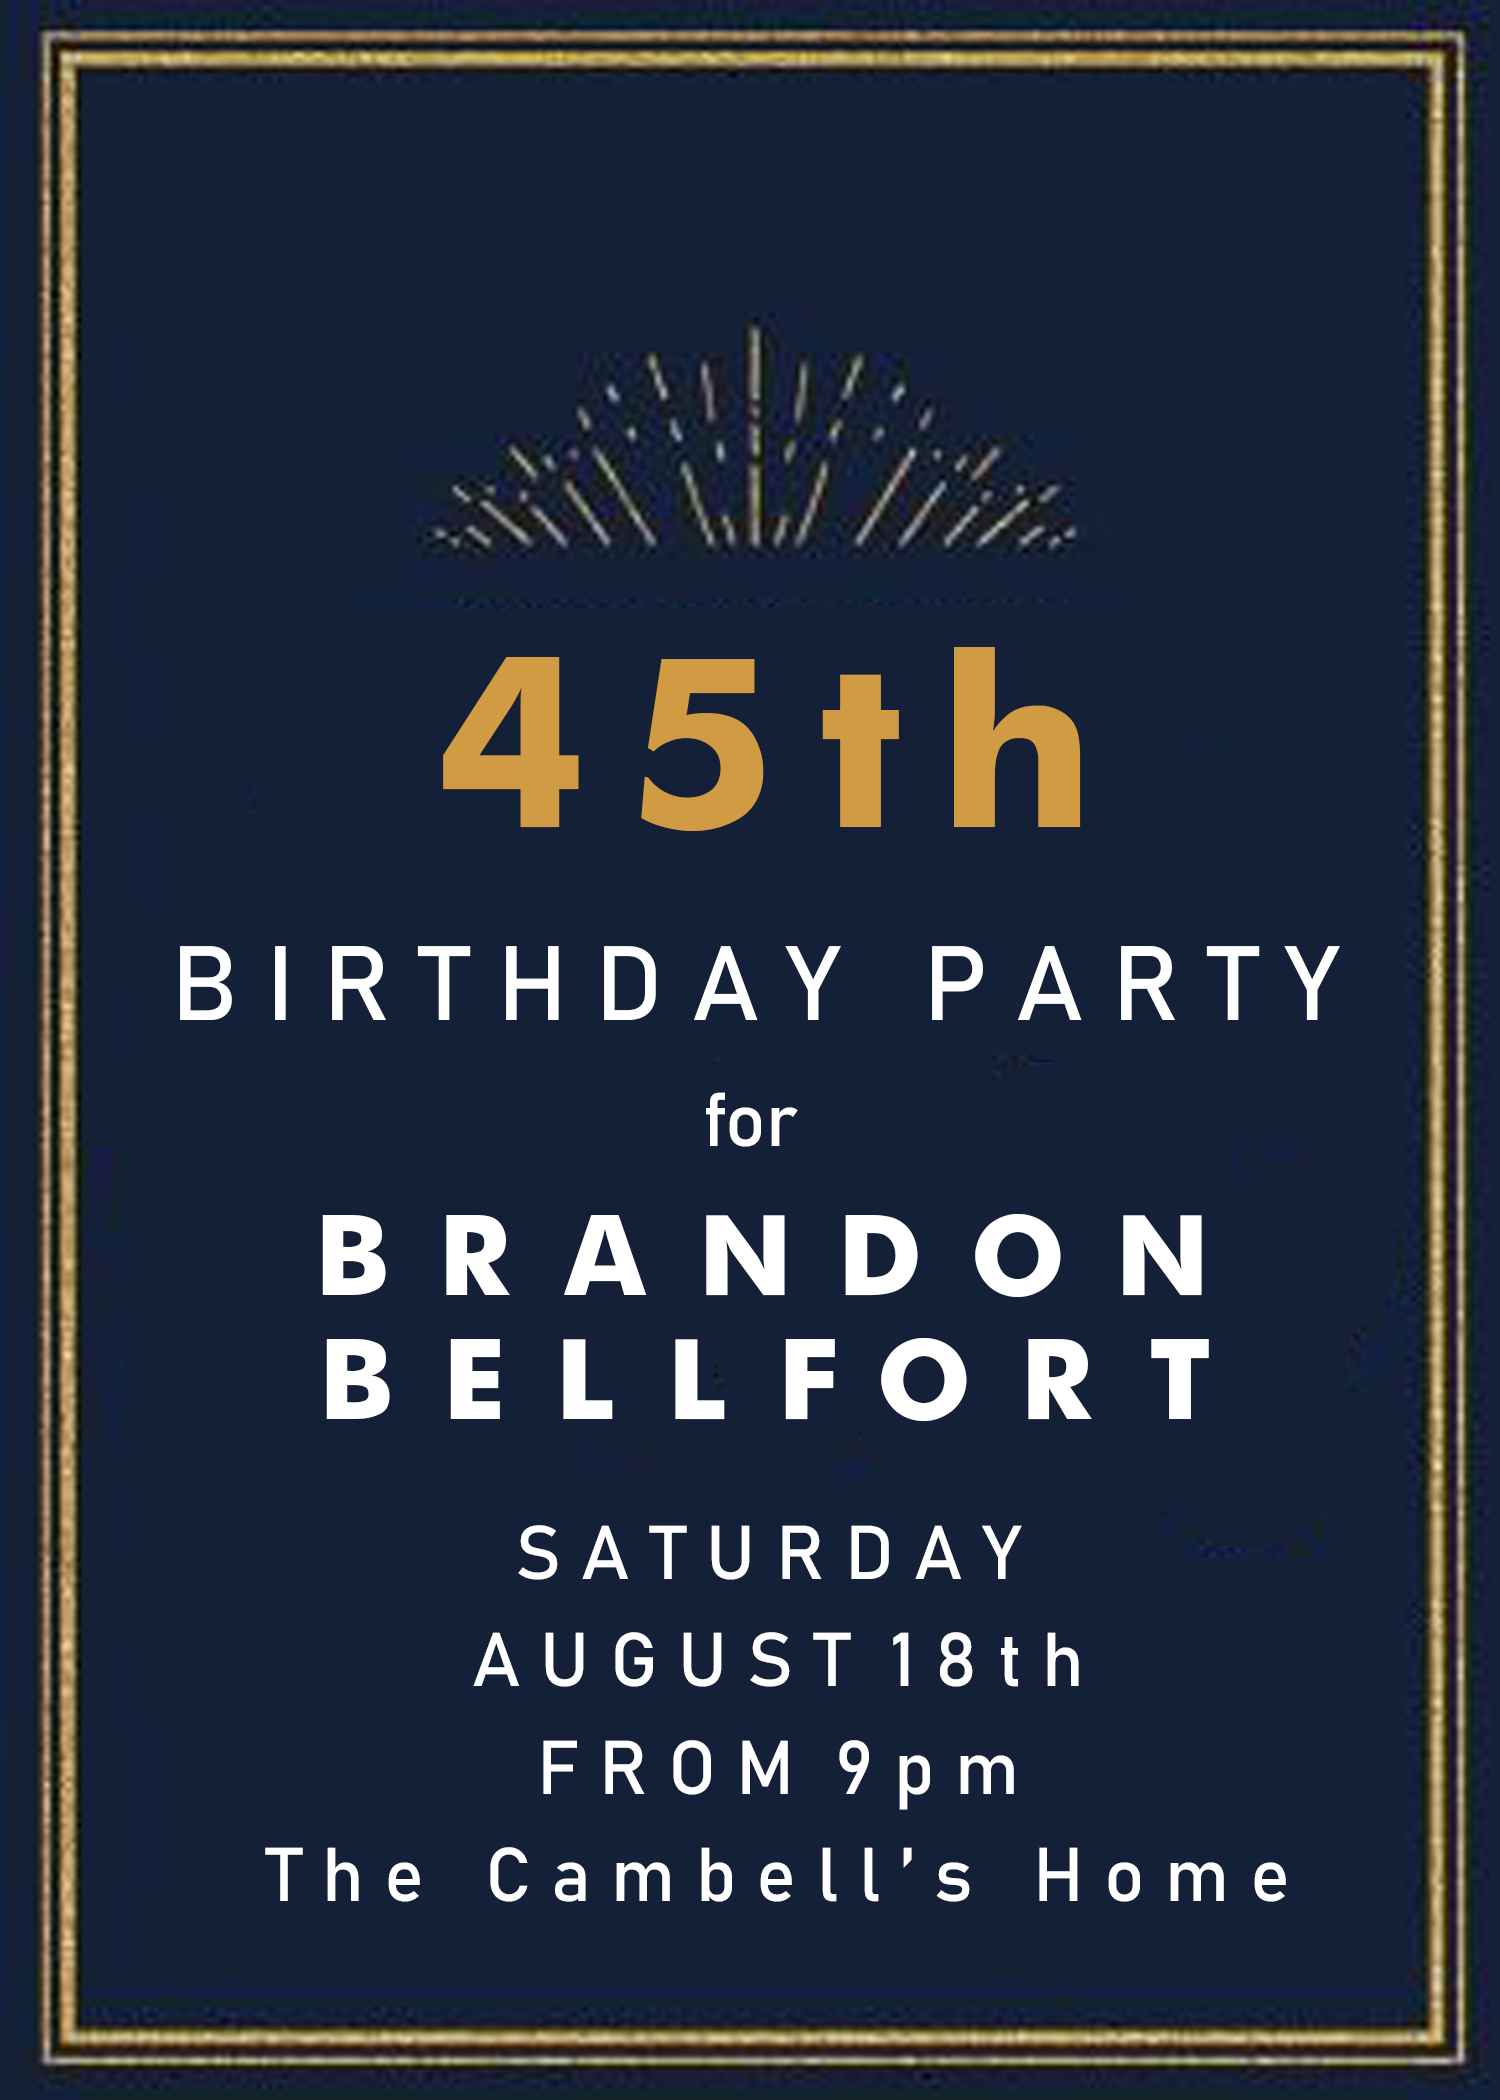 45th
BIRTHDAY PARTY
for
BRANDON
BELLFORT
SATURDAY
AUGUST 18th
FROM 9pm
The Cambell's Home